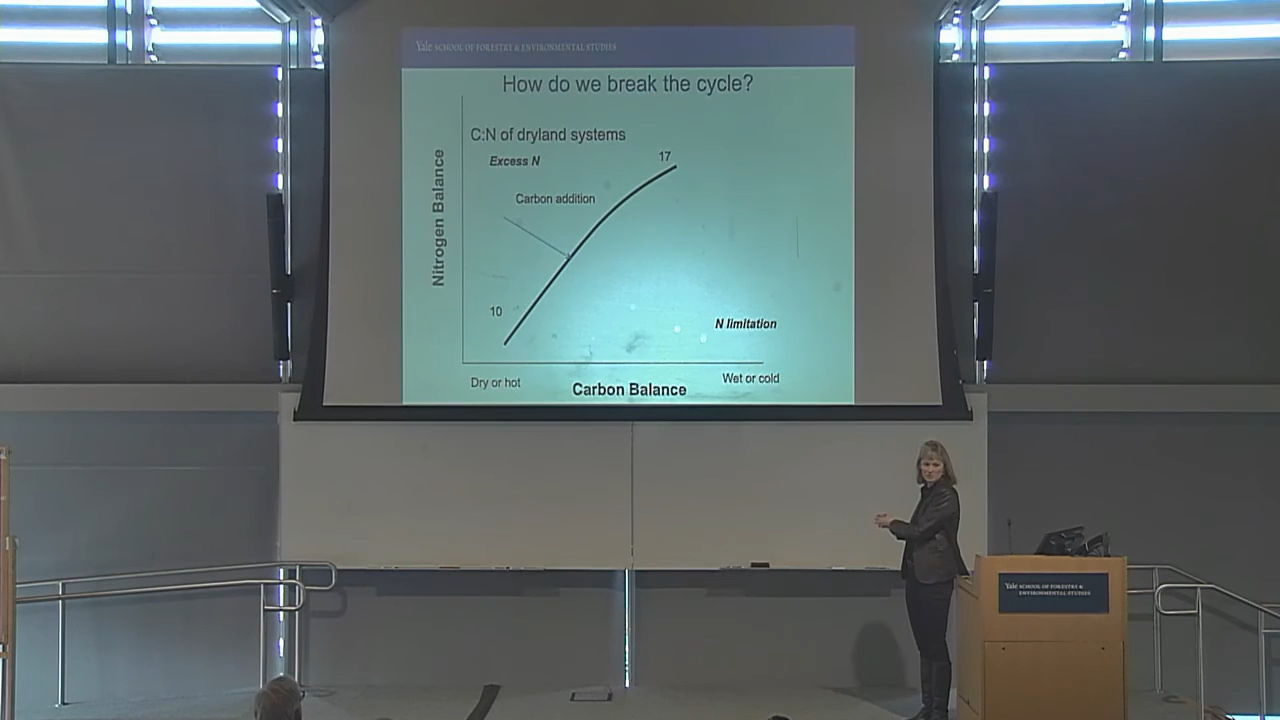 Yale SCHOOL OF FORESTRY & ENVIRONMENTAL STUDIES
How do we break the cycle?
C:N of dryland systems
Excess N
17
Carbon addition
Nitrogen Balance
10
N limitation
Dry or hot
Carbon Balance
Wet or cold
Yale SCHOOL OF FORESTRY &
ENVIRONMENTAL STUDIES